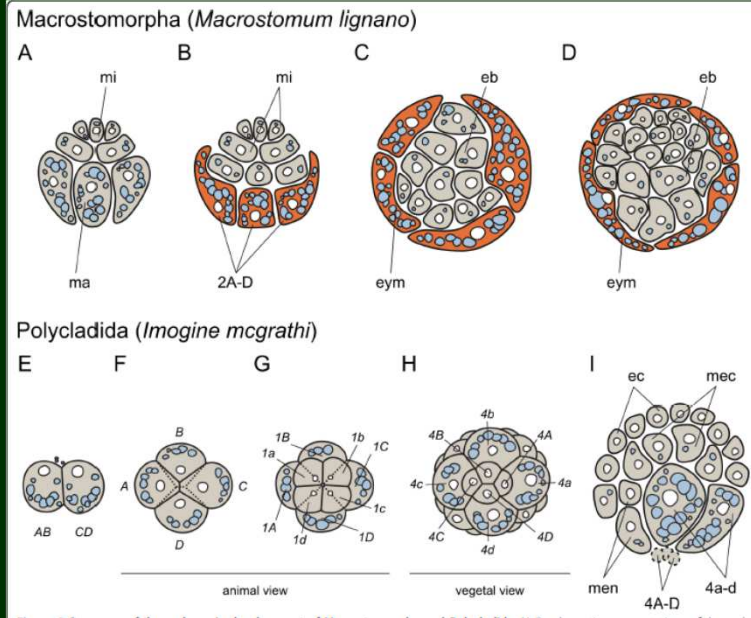 Macrostomorpha (Macrostomum lignano)
A B C D
mi mi eb eb
ma 2A-D eym eym
Polycladida (Imogine mcgrathi)
E F G H I
ec mec
B 1B 1b 4b
1a 1C 4B 4A
A C 4c 4a
1A 1d 1c 1D 4C 4D
AB CD D 4d
men 4A-D 4a-d
animal view vegetal view